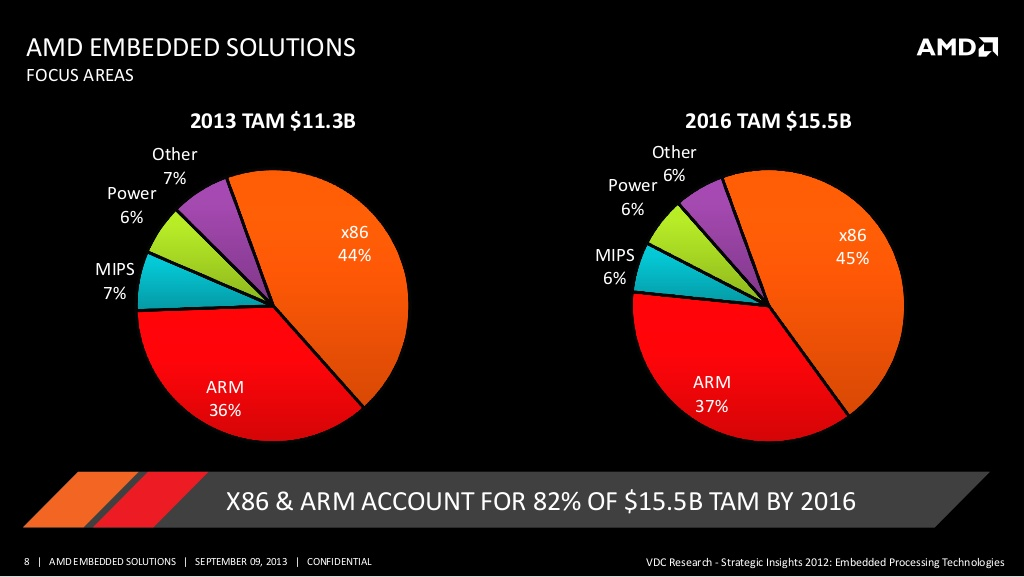 AMD EMBEDDED SOLUTIONS
FOCUS AREAS
AMD
2013 TAM $11.3B
Other
7%
Power
6%
MIPS
7%
x86
44%
ARM
36%
2016 TAM $15.5B
Other
6%
Power
6%
MIPS
6%
x86
45%
ARM
37%
X86 & ARM ACCOUNT FOR 82% OF $15.5B TAM BY 2016
8 | AMD EMBEDDED SOLUTIONS | SEPTEMBER 09, 2013 | CONFIDENTIAL
VDC Research - Strategic Insights 2012: Embedded Processing Technologies